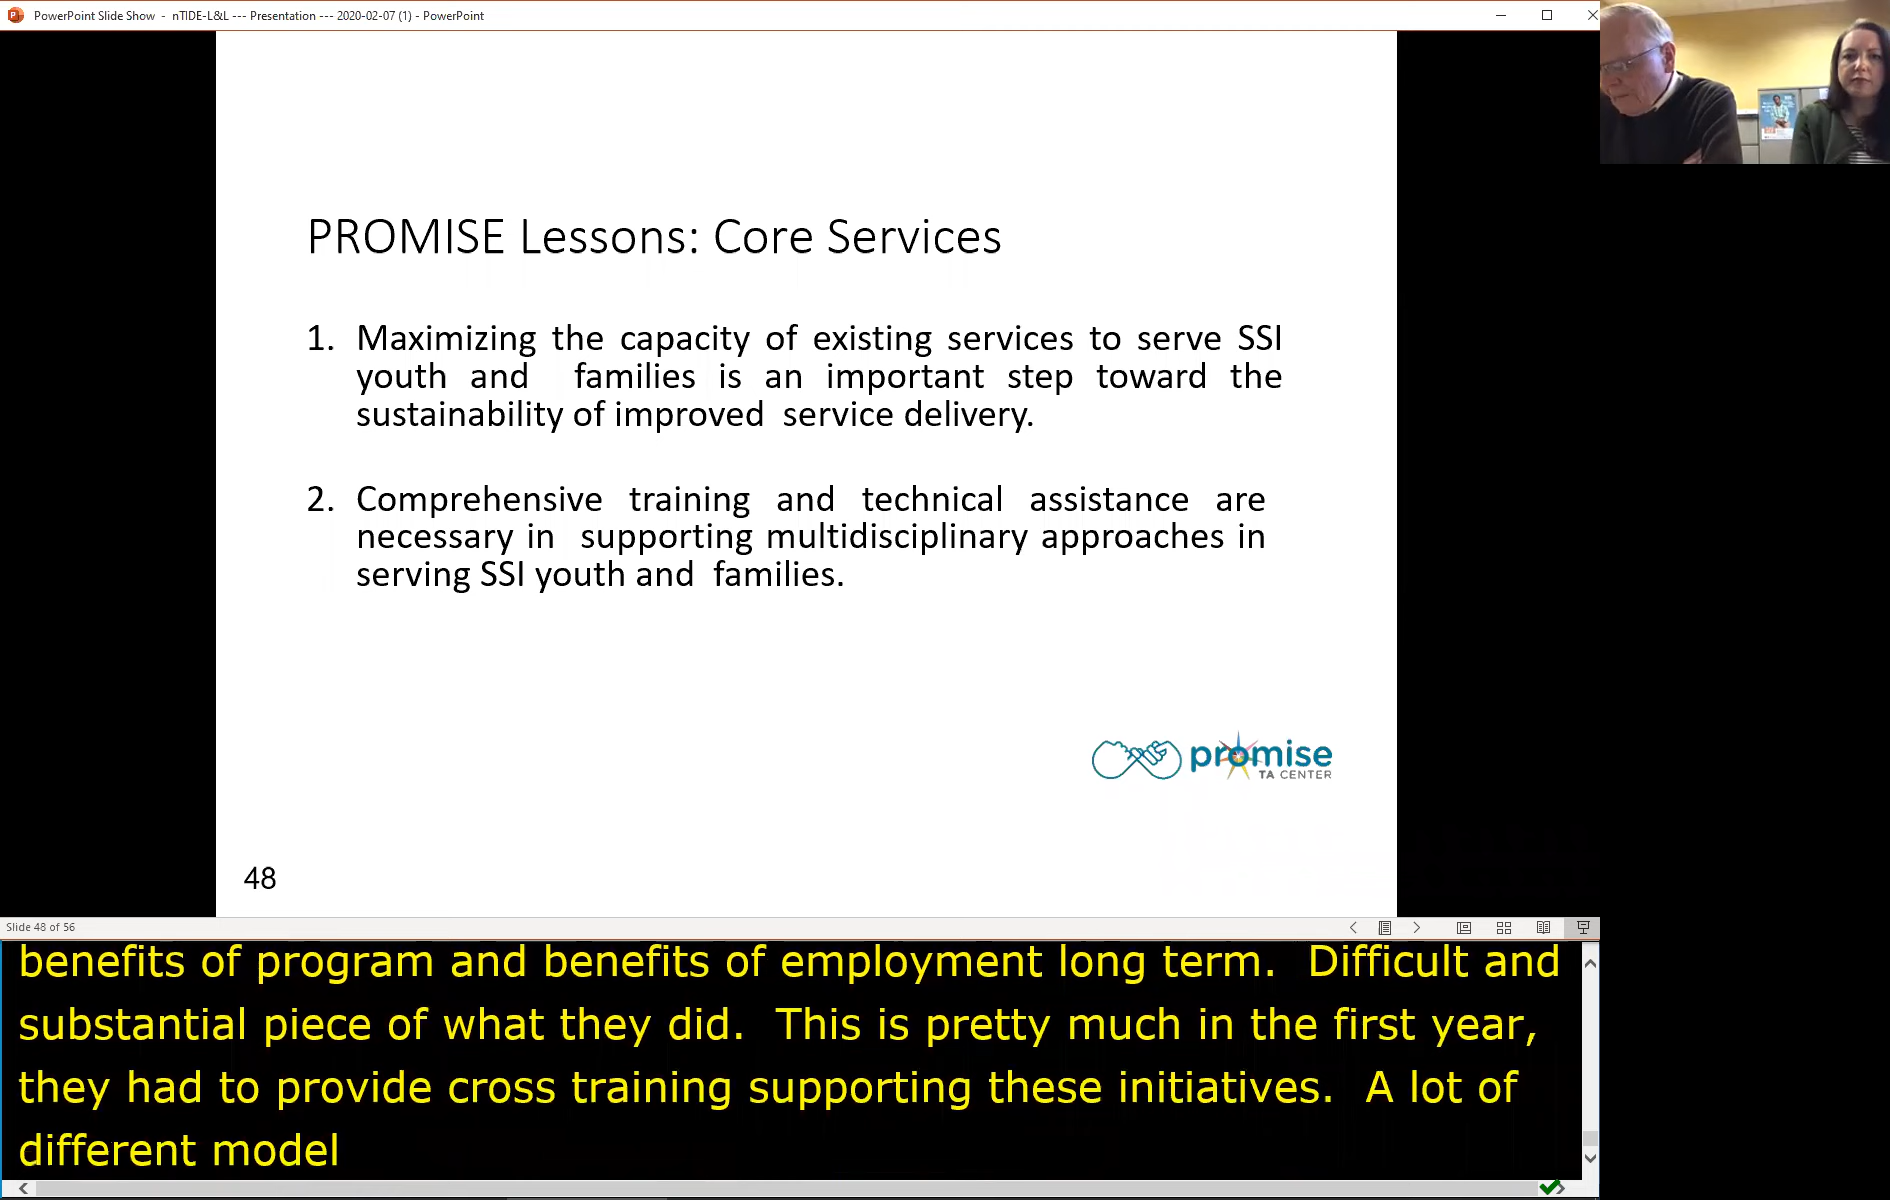 PowerPoint Slide Show - nTIDE-L&L --- Presentation --- 2020-02-07 (1) - PowerPoint
PROMISE Lessons: Core Services
1. Maximizing the capacity of existing services to serve SSI
youth and families is an important step toward the
sustainability of improved service delivery.
2. Comprehensive training and technical assistance are
necessary in supporting multidisciplinary approaches in
serving SSI youth and families.
promise
TA CENTER
48
Slide 48 of 56
benefits of program and benefits of employment long term. Difficult and
substantial piece of what they did. This is pretty much in the first year,
they had to provide cross training supporting these initiatives. A lot of
different model